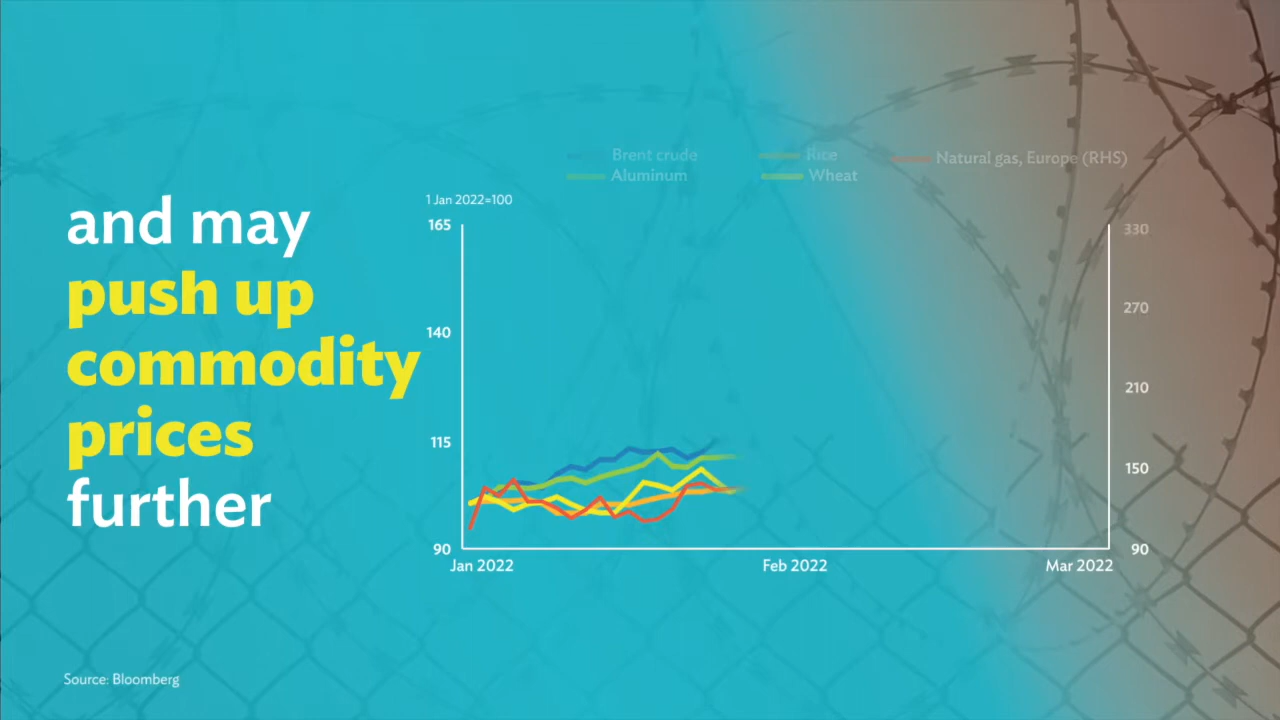 and may
push up
commodity
prices
further
Brent crude
Rice
Natural gas, Europe (RHS)
Aluminum
Wheat
1 Jan 2022=100
165
140
115
90
330
270
210
150
90
Jan 2022
Feb 2022
Mar 2022
Source: Bloomberg